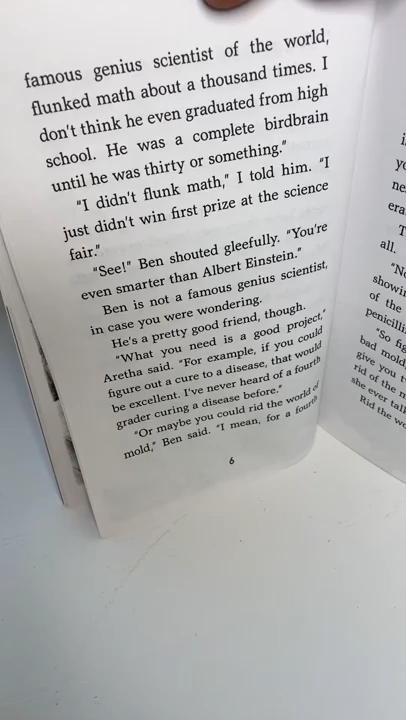 famous genius scientist of the world,
flunked math about a thousand times. I
don't think he even graduated from high
school. He was a complete birdbrain
until he was thirty or something."
"I didn't flunk math," I told him. "I
just didn't win first prize at the science
fair."
"See!" Ben shouted gleefully. "You're
even smarter than Albert Einstein."
Ben is not a famous genius scientist,
in case you were wondering.
He's a pretty good friend, though.
"What you need is a good project,"
Aretha said. "For example, if you could
figure out a cure to a disease, that would
be excellent. I've never heard of a fourth
grader curing a disease before."
"Or maybe you could rid the world of
mold," Ben said. "I mean, for a fourth
6
all.
"No
showin
of the
penicilli
"So fig
bad mold,
give you t
rid of the m
she ever tal
Rid the wo